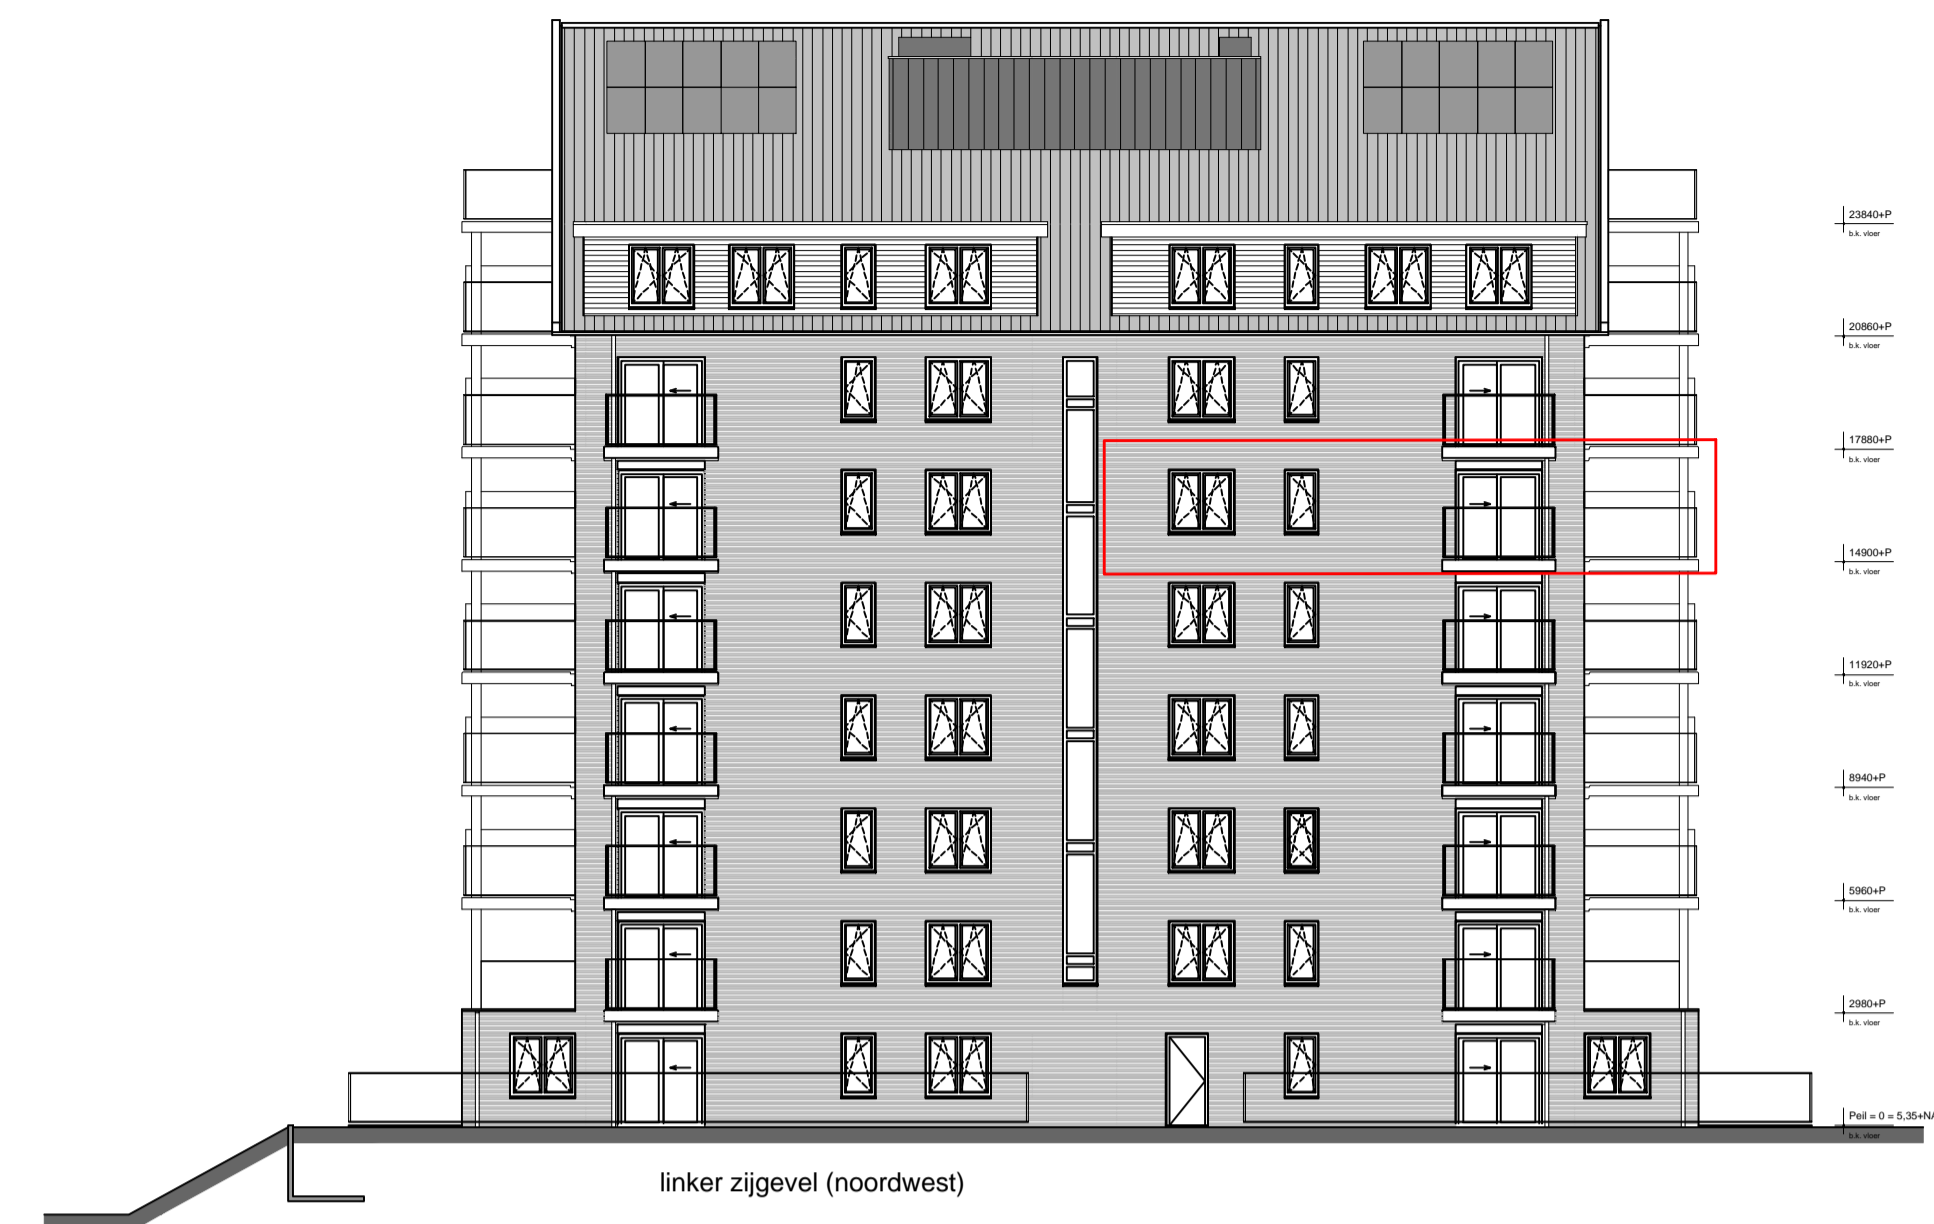 23840+P
b.k. vloer
20860+P
b.k. vloer
17880+P
b.k. vloer
14900+P
b.k. vloer
11920+P
b.k. vloer
8940+P
b.k. vloer
5960+P
b.k. vloer
2980+P
b.k. vloer
Peil = 0 = 5,35+NA
b.k. vloer
linker zijgevel (noordwest)